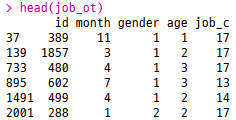 > head(job_ot)
id month gender age job_c
37 389 11 1 1 17
139 1857 3 1 2 17
733 480 4 1 3 17
895 602 7 1 3 13
1491 499 4 1 2 14
2001 288 1 2 2 17